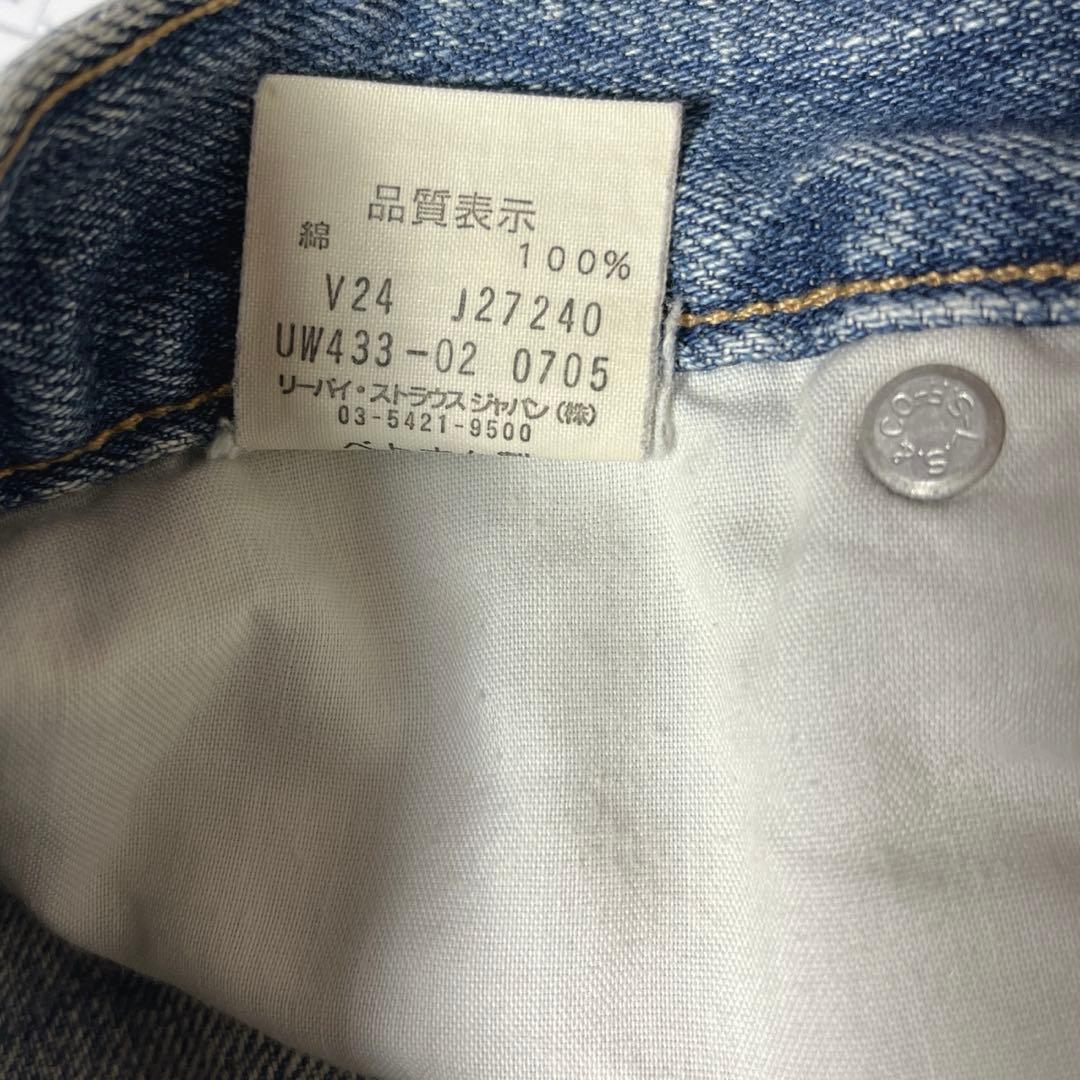 品質表示
綿 100%
V24 J27240
UW433-02 0705
リーバイ・ストラウス ジャパン(株)
03-5421-9500